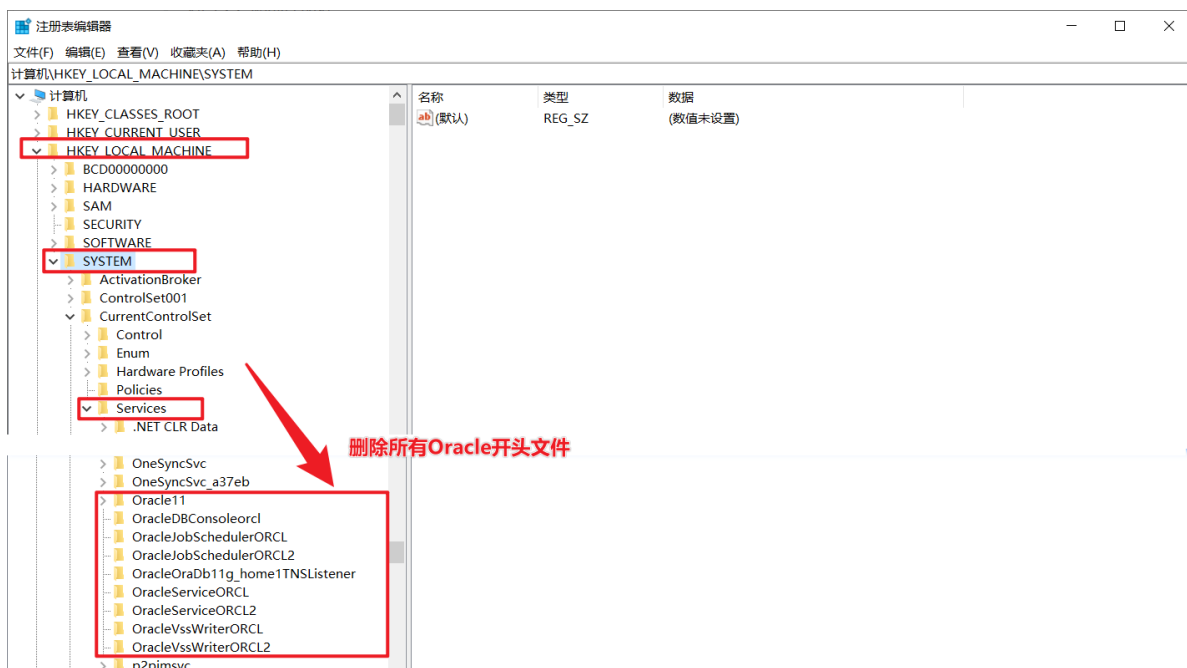 注册表编辑器
文件(F) 编辑(E) 查看(V) 收藏夹(A) 帮助(H)
计算机\HKEY_LOCAL_MACHINE\SYSTEM
计算机
HKEY_CLASSES_ROOT
HKEY_CURRENT_USER
HKEY_LOCAL_MACHINE
BCD00000000
HARDWARE
SAM
SECURITY
SOFTWARE
SYSTEM
ActivationBroker
ControlSet001
CurrentControlSet
Control
Enum
Hardware Profiles
Policies
Services
.NET CLR Data
名称 类型 数据
ab (默认) REG_SZ (数值未设置)
删除所有Oracle开头文件
OneSyncSvc
OneSyncSvc_a37eb
Oracle11
OracleDBConsoleorcl
OracleJobSchedulerORCL
OracleJobSchedulerORCL2
OracleOraDb11g_home1TNSListener
OracleServiceORCL
OracleServiceORCL2
OracleVssWriterORCL
OracleVssWriterORCL2
p2pimsvc